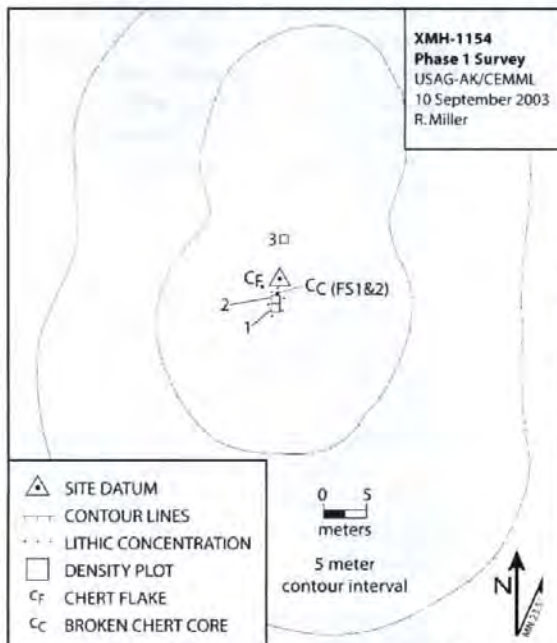 XMH-1154
Phase 1 Survey
USAG-AK/CEMML
10 September 2003
R. Miller
3
CF
CC (FS1&2)
2
1
SITE DATUM
CONTOUR LINES
LITHIC CONCENTRATION
DENSITY PLOT
CF CHERT FLAKE
CC BROKEN CHERT CORE
0 5
meters
5 meter
contour interval
N